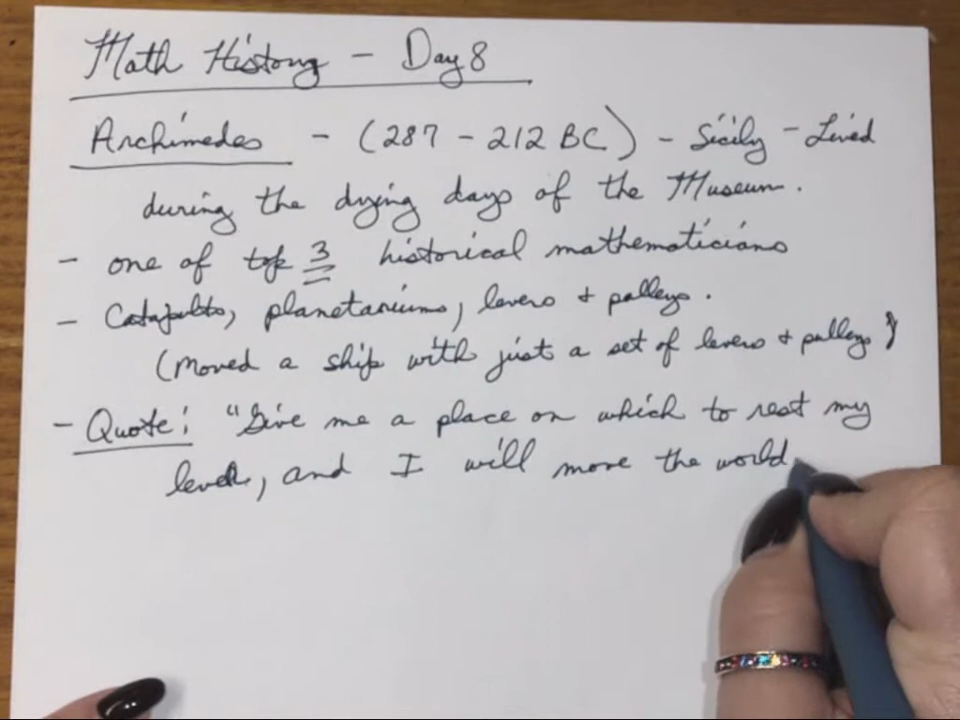 Math History - Day 8
Archimedes - (287 - 212 BC) - Sicily - Lived
during the dying days of the Museum.
- one of top 3 historical mathematicians
- Catapults, planetariums, levers + pulleys.
(moved a ship with just a set of levers + pulleys)
- Quote: "Give me a place on which to rest my
lever, and I will move the world.